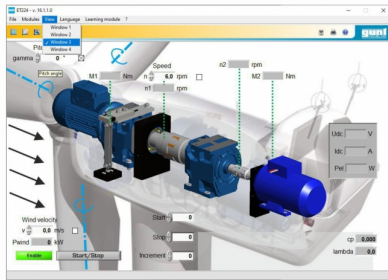 ET224 - v. 16.1.1.0
File Modules View Language Learning module ?
Window 1
Window 2
✓ Window 3
Window 4
gunt
Pit
gamma 0 °
Pitch angle
Speed
n 6,0 rpm
n1 rpm
n2 rpm
M1 Nm
M2 Nm
Udc V
Idc A
Pel W
Wind velocity
v 0,0 m/s
Pwind 0 kW
Enable
Start/Stop
Start 0
Stop 0
Increment 0
cp 0,000
lambda 0,0